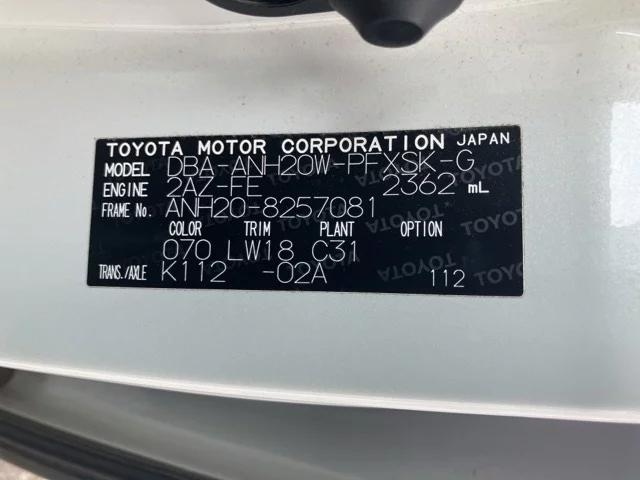 TOYOTA MOTOR CORPORATION JAPAN
MODEL DBA-ANH20W-PFXSK-G
ENGINE 2AZ-FE 2362 mL
FRAME No. ANH20-8257081
COLOR TRIM PLANT OPTION
070 LW18 C31
TRANS./AXLE K112 -02A 112